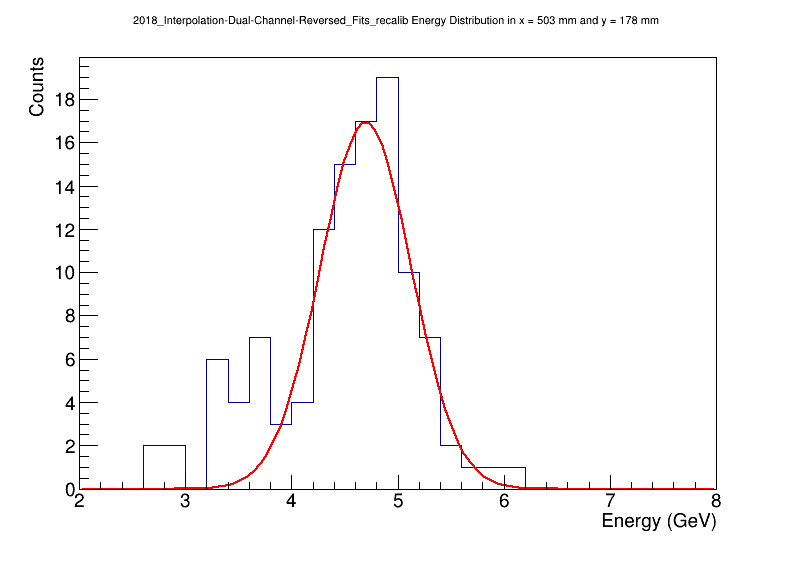 2018_Interpolation-Dual-Channel-Reversed_Fits_recalib Energy Distribution in x = 503 mm and y = 178 mm
Counts
18
16
14
12
10
8
6
4
2
0
2 3 4 5 6 7 8
Energy (GeV)